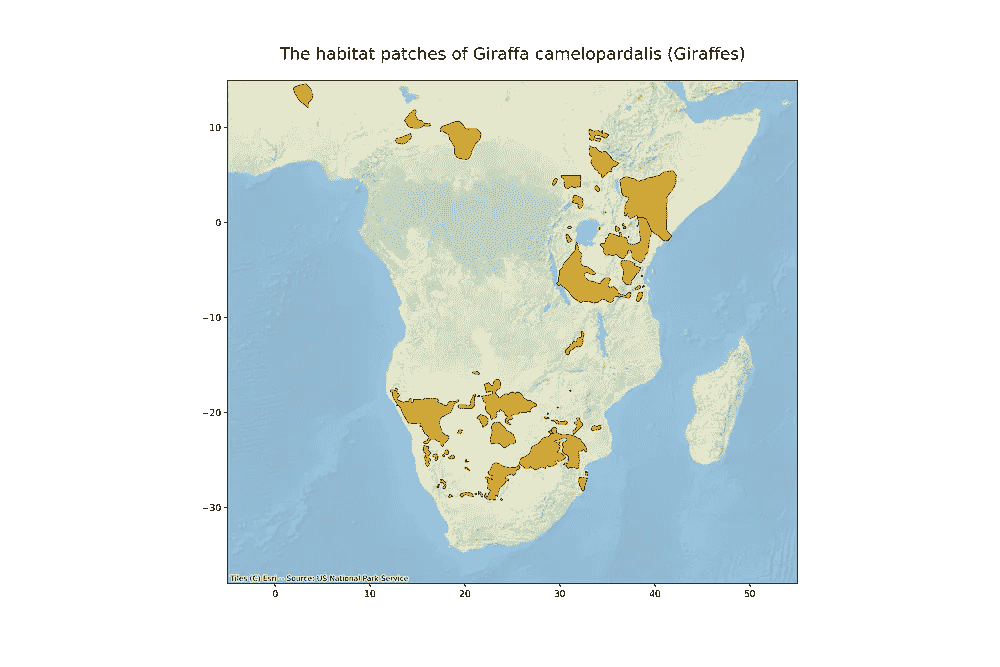 The habitat patches of Giraffa camelopardalis (Giraffes)
10
0
−10
−20
−30
Tiles (C) Esri -- Source: US National Park Service
0 10 20 30 40 50